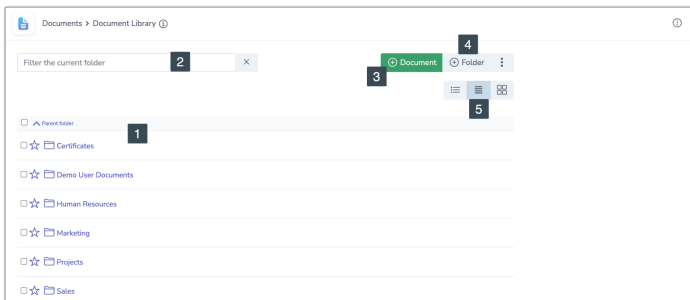 Documents > Document Library
Filter the current folder 2 ×
4
Document Folder
3
5
Parent folder
1
Certificates
Demo User Documents
Human Resources
Marketing
Projects
Sales